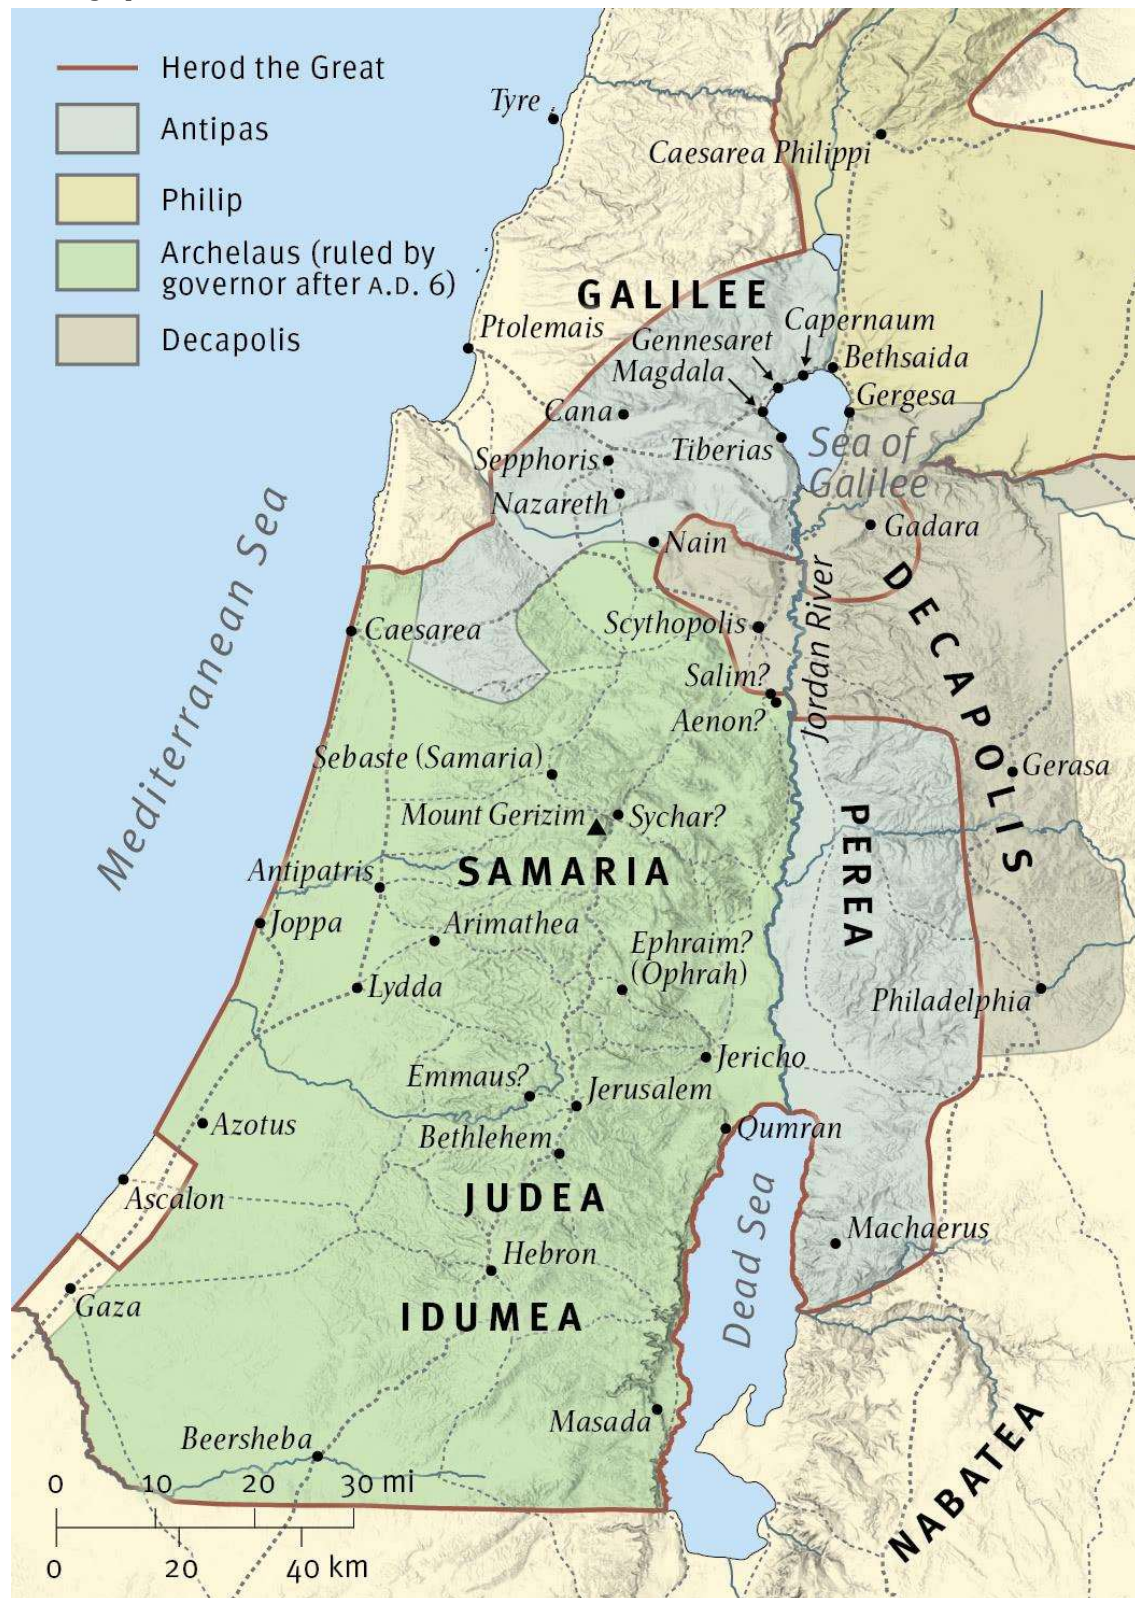 Herod the Great
Antipas
Philip
Archelaus (ruled by
governor after A.D. 6)
Decapolis
Tyre
Caesarea Philippi
GALILEE
Ptolemais
Capernaum
Gennesaret
Bethsaida
Magdala
Gergesa
Cana
Tiberias
Sea of
Galilee
Sepphoris
Nazareth
Gadara
Nain
Mediterranean Sea
DECAPOLIS
Jordan River
Scythopolis
Caesarea
Salim?
Aenon?
Sebaste (Samaria)
Gerasa
Mount Gerizim
Sychar?
PEREA
SAMARIA
Antipatris
Joppa
Arimathea
Ephraim?
(Ophrah)
Lydda
Philadelphia
Jericho
Emmaus?
Jerusalem
Azotus
Bethlehem
Qumran
Ascalon
JUDEA
Dead Sea
Machaerus
Hebron
Gaza
IDUMEA
Masada
NABATEA
Beersheba
0 10 20 30 mi
0 20 40 km